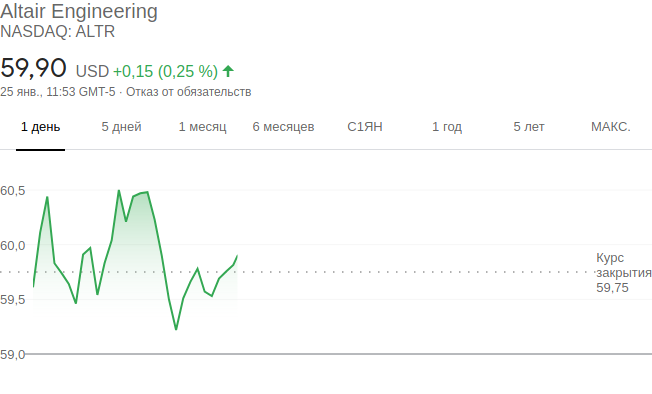 Altair Engineering
NASDAQ: ALTR
59,90 USD +0,15 (0,25 %)
25 янв., 11:53 GMT-5 · Отказ от обязательств
1 день 5 дней 1 месяц 6 месяцев С1ЯН 1 год 5 лет МАКС.
60,5
60,0
Курс
закрытия
59,75
59,5
59,0